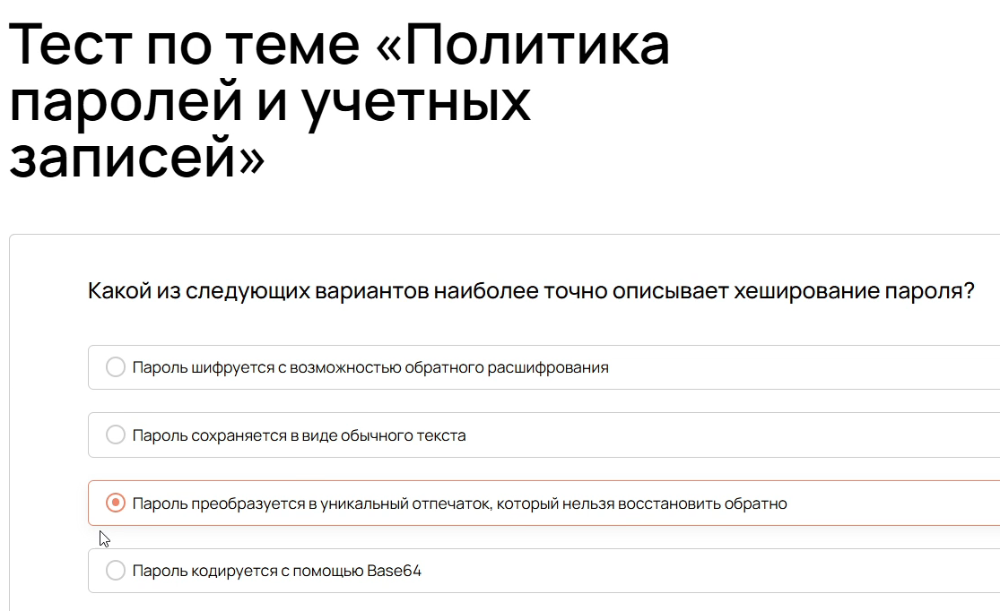 Тест по теме «Политика
паролей и учетных
записей»
Какой из следующих вариантов наиболее точно описывает хеширование пароля?
Пароль шифруется с возможностью обратного расшифрования
Пароль сохраняется в виде обычного текста
Пароль преобразуется в уникальный отпечаток, который нельзя восстановить обратно
Пароль кодируется с помощью Base64